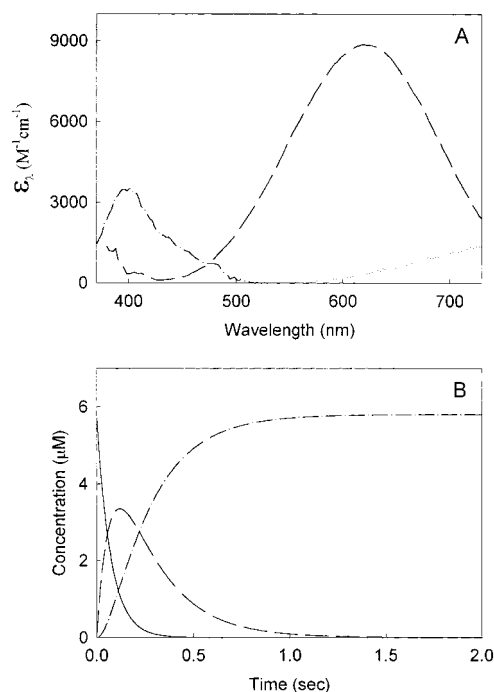 A
9000
6000
3000
0
ελ (M⁻¹cm⁻¹)
400 500 600 700
Wavelength (nm)
B
6
4
2
0
Concentration (µM)
0.0 0.5 1.0 1.5 2.0
Time (sec)